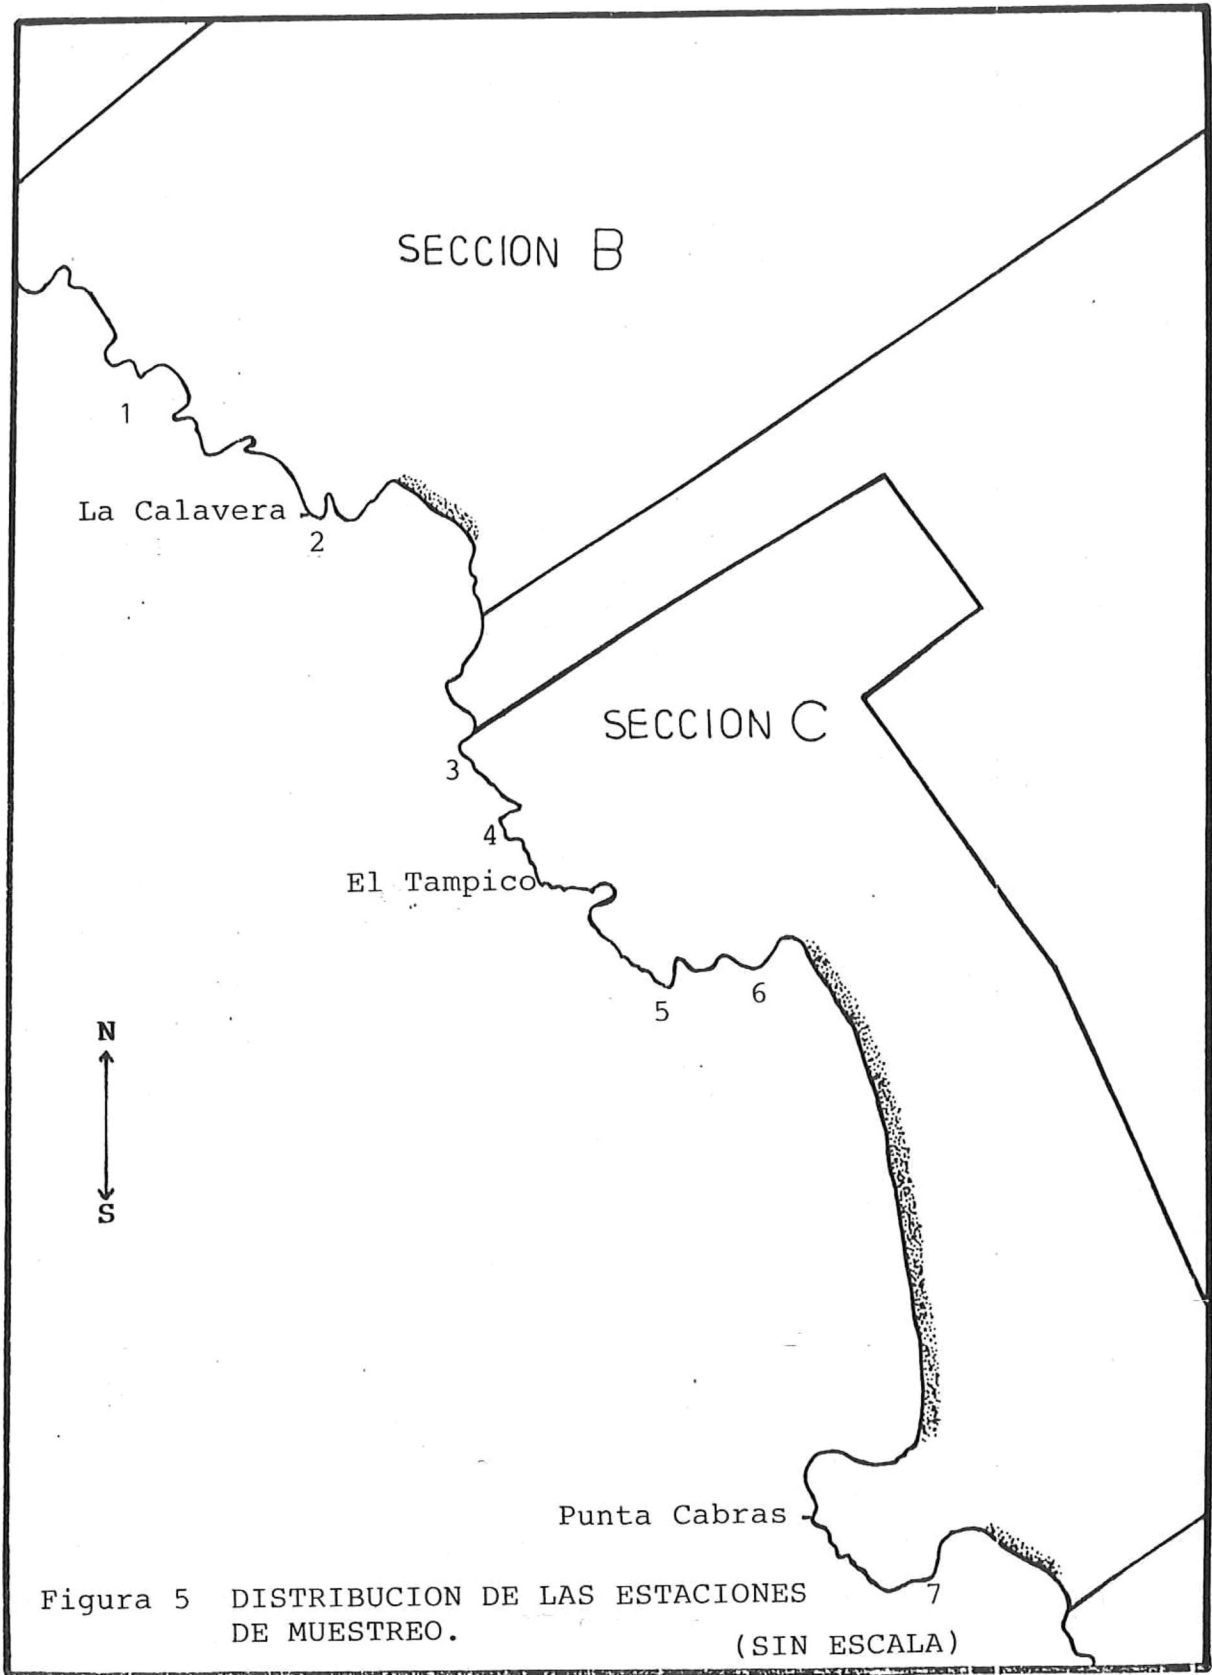 SECCION B
1
La Calavera
2
SECCION C
3
4
El Tampico
5
6
N
S
Punta Cabras
7
Figura 5 DISTRIBUCION DE LAS ESTACIONES
DE MUESTREO.
(SIN ESCALA)